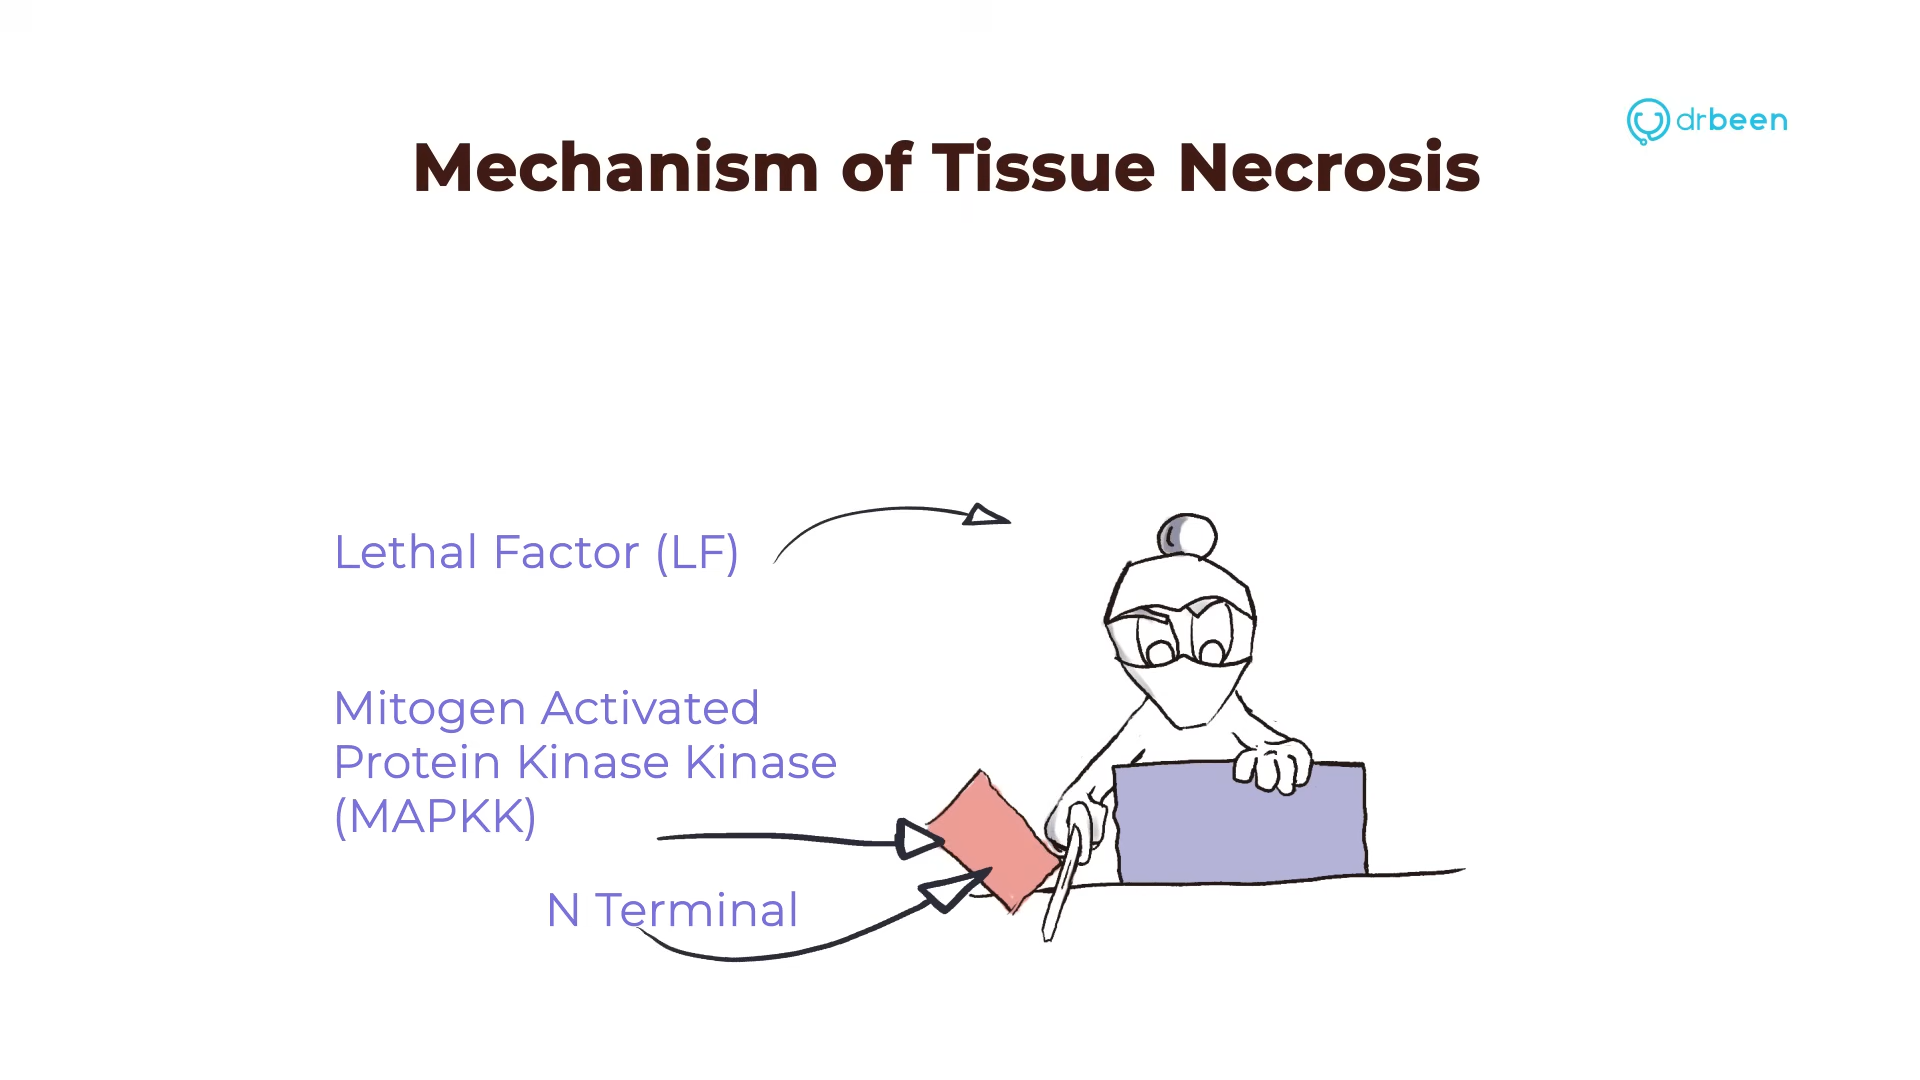 drbeen
Mechanism of Tissue Necrosis
Lethal Factor (LF)
Mitogen Activated
Protein Kinase Kinase
(MAPKK)
N Terminal